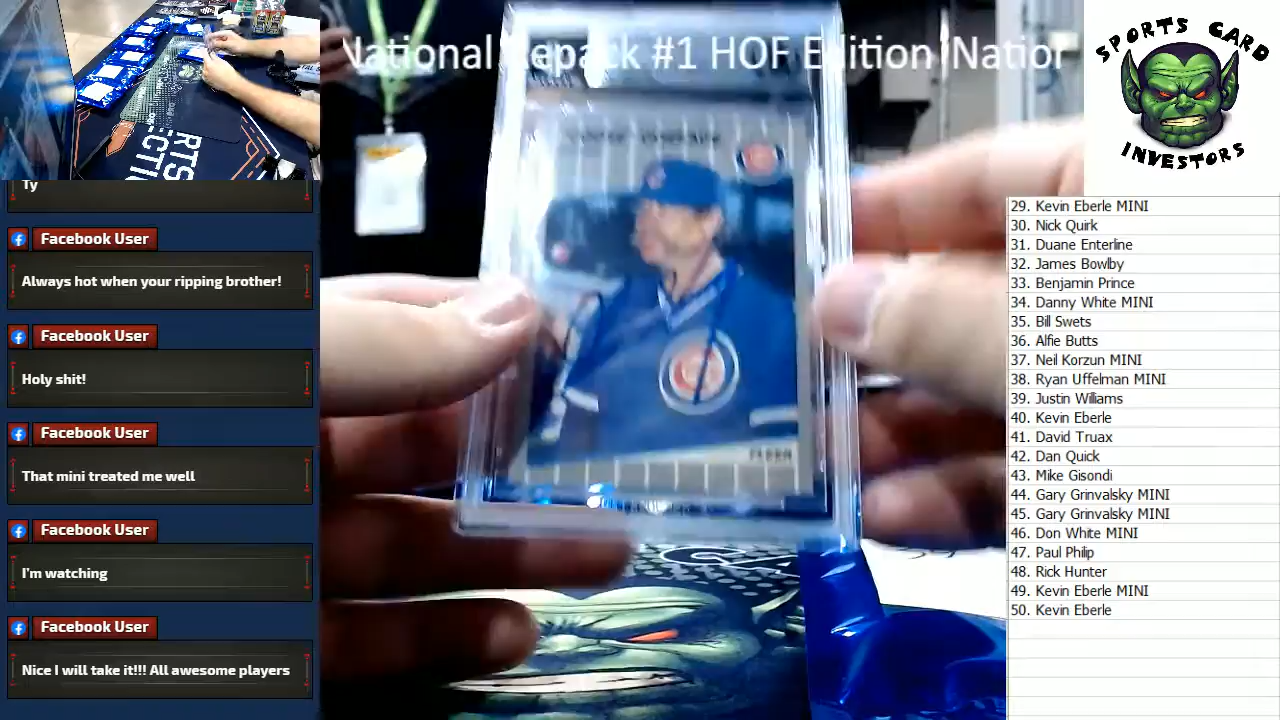 National Repack #1 HOF Edition Nation
SPORTS CARD
INVESTORS
Ty
Facebook User
Always hot when your ripping brother!
Facebook User
Holy shit!
Facebook User
That mini treated me well
Facebook User
I'm watching
Facebook User
Nice I will take it!!! All awesome players
29. Kevin Eberle MINI
30. Nick Quirk
31. Duane Enterline
32. James Bowlby
33. Benjamin Prince
34. Danny White MINI
35. Bill Swets
36. Alfie Butts
37. Neil Korzun MINI
38. Ryan Uffelman MINI
39. Justin Williams
40. Kevin Eberle
41. David Truax
42. Dan Quick
43. Mike Gisondi
44. Gary Grinvalsky MINI
45. Gary Grinvalsky MINI
46. Don White MINI
47. Paul Philip
48. Rick Hunter
49. Kevin Eberle MINI
50. Kevin Eberle
FLEER